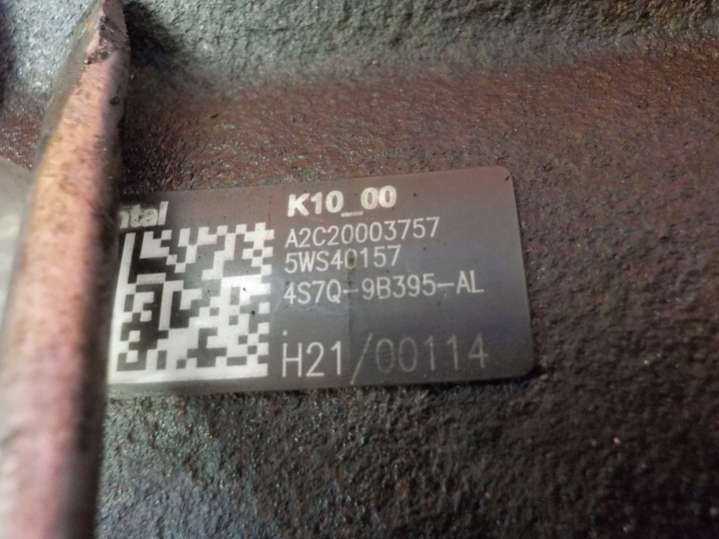 ntal
K10_00
A2C20003757
5WS40157
4S7Q-9B395-AL
H21/00114